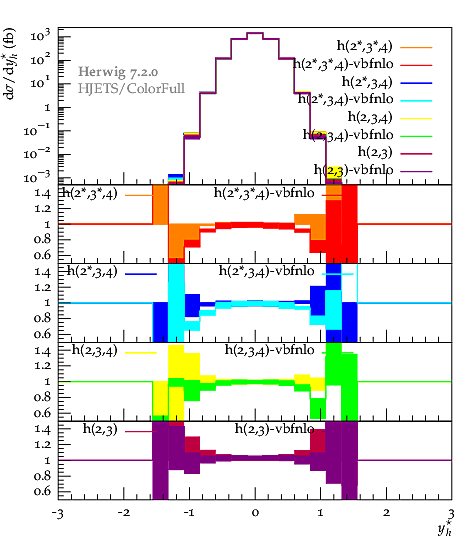 dσ/dy*h (fb)
10³
10²
10¹
1
10⁻¹
10⁻²
10⁻³
Herwig 7.2.0
HJETS/ColorFull
h(2*,3*,4)
h(2*,3*,4)-vbfnlo
h(2*,3,4)
h(2*,3,4)-vbfnlo
h(2,3,4)
h(2,3,4)-vbfnlo
h(2,3)
h(2,3)-vbfnlo
h(2*,3*,4) h(2*,3*,4)-vbfnlo
1.4
1.2
1
0.8
0.6
h(2*,3,4) h(2*,3,4)-vbfnlo
1.4
1.2
1
0.8
0.6
h(2,3,4) h(2,3,4)-vbfnlo
1.4
1.2
1
0.8
0.6
h(2,3) h(2,3)-vbfnlo
1.4
1.2
1
0.8
0.6
-3 -2 -1 0 1 2 3
y*h